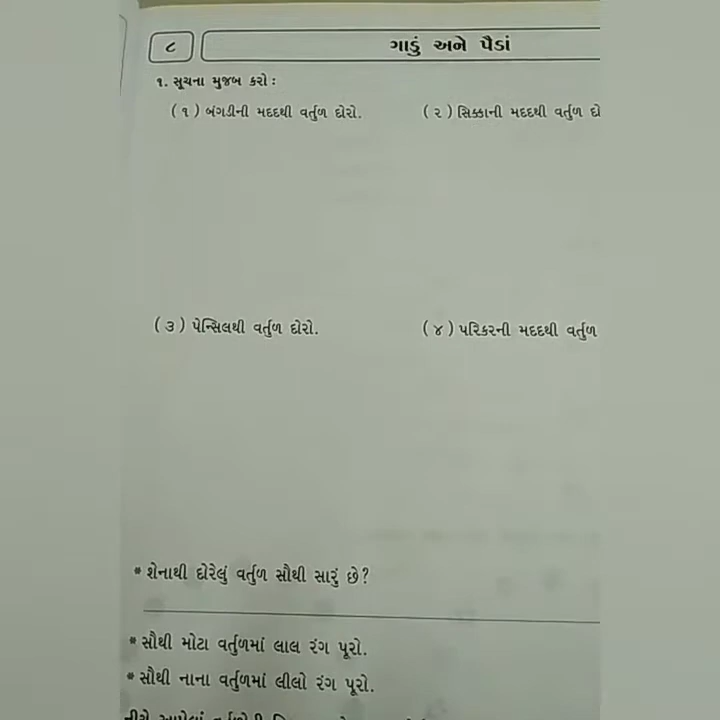 ૮ ગાડું અને પૈડાં
૧. સૂચના મુજબ કરો :
(૧) બંગડીની મદદથી વર્તુળ દોરો. (૨) સિક્કાની મદદથી વર્તુળ દો
(૩) પેન્સિલથી વર્તુળ દોરો. (૪) પરિકરની મદદથી વર્તુળ
* શેનાથી દોરેલું વર્તુળ સૌથી સારું છે?
* સૌથી મોટા વર્તુળમાં લાલ રંગ પૂરો.
* સૌથી નાના વર્તુળમાં લીલો રંગ પૂરો.